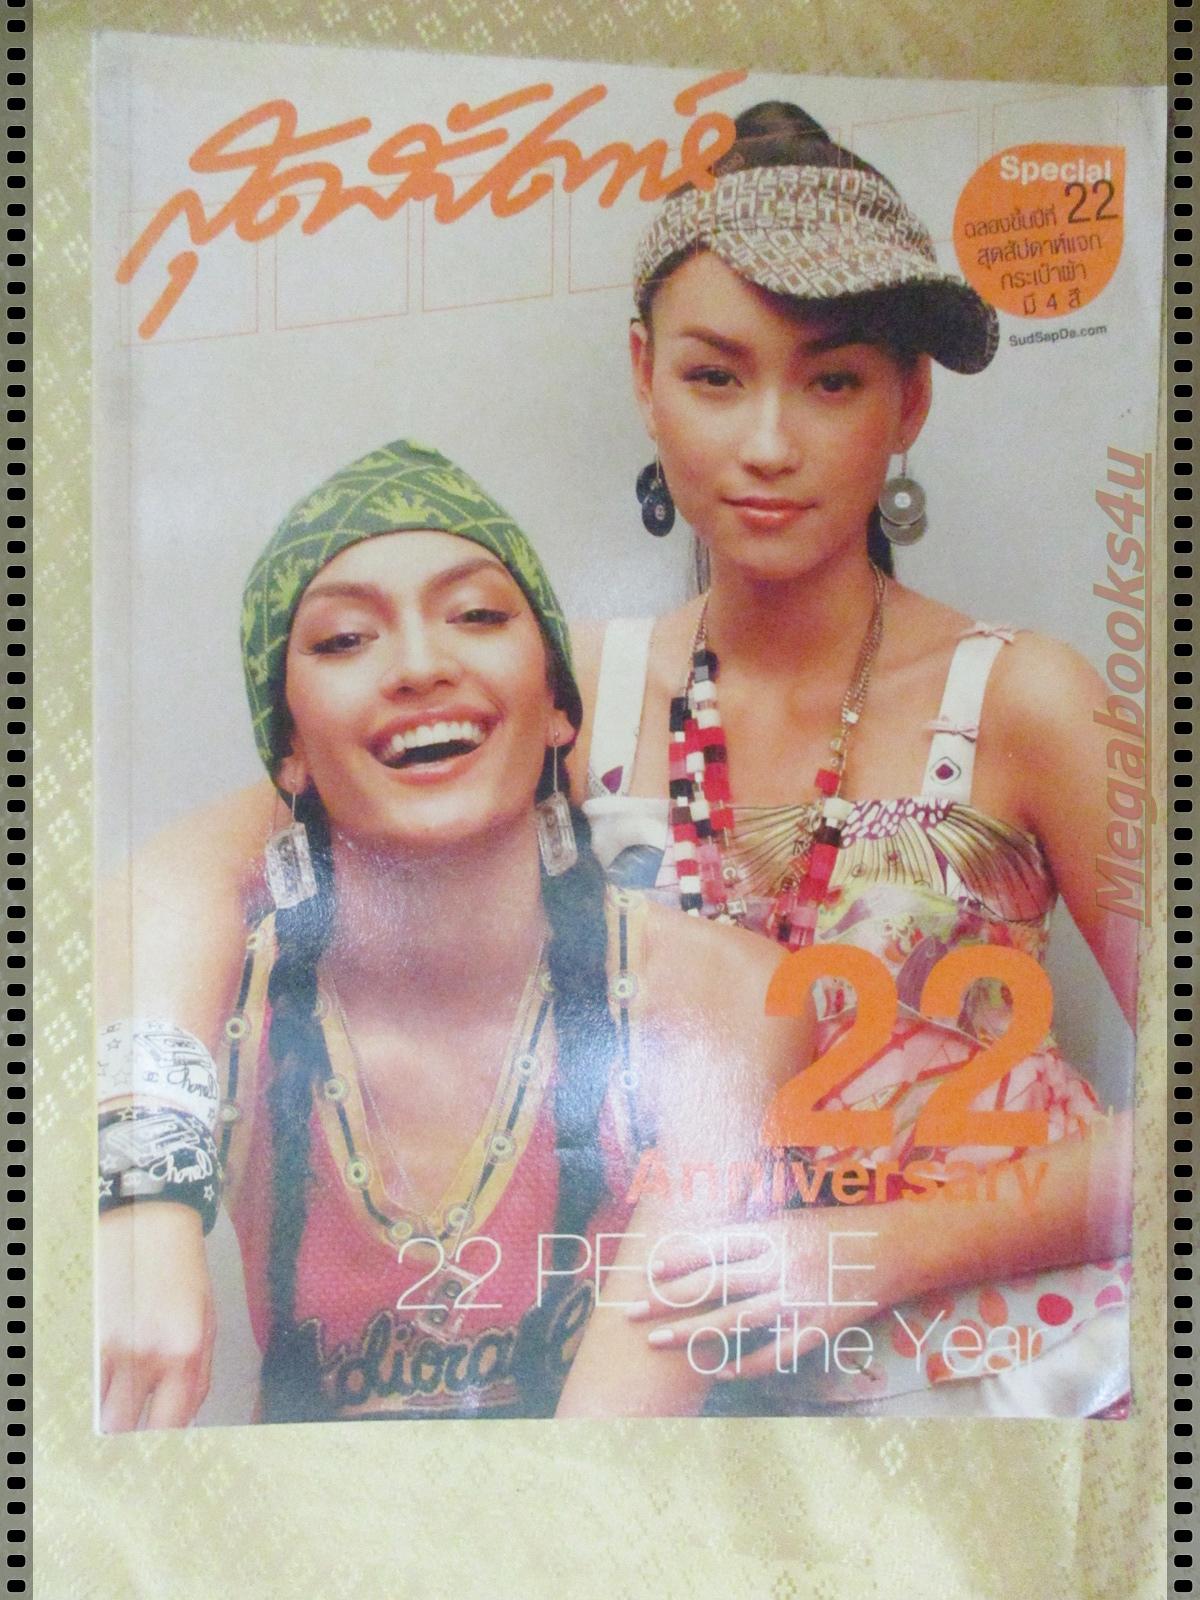 สุดสัปดาห์
Special
ฉลองขึ้นปีที่ 22
สุดสัปดาห์แจก
กระเป๋าผ้า
มี 4 สี
SudSapDa.com
Megabooks4u
22
Anniversary
22 PEOPLE
of the Year